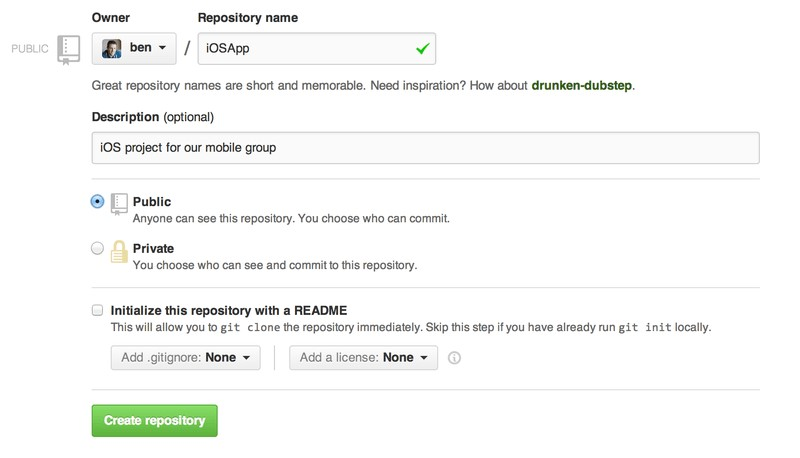 Owner
Repository name
PUBLIC
ben
/
iOSApp
Great repository names are short and memorable. Need inspiration? How about drunken-dubstep.
Description (optional)
iOS project for our mobile group
Public
Anyone can see this repository. You choose who can commit.
Private
You choose who can see and commit to this repository.
Initialize this repository with a README
This will allow you to git clone the repository immediately. Skip this step if you have already run git init locally.
Add .gitignore: None
Add a license: None
Create repository